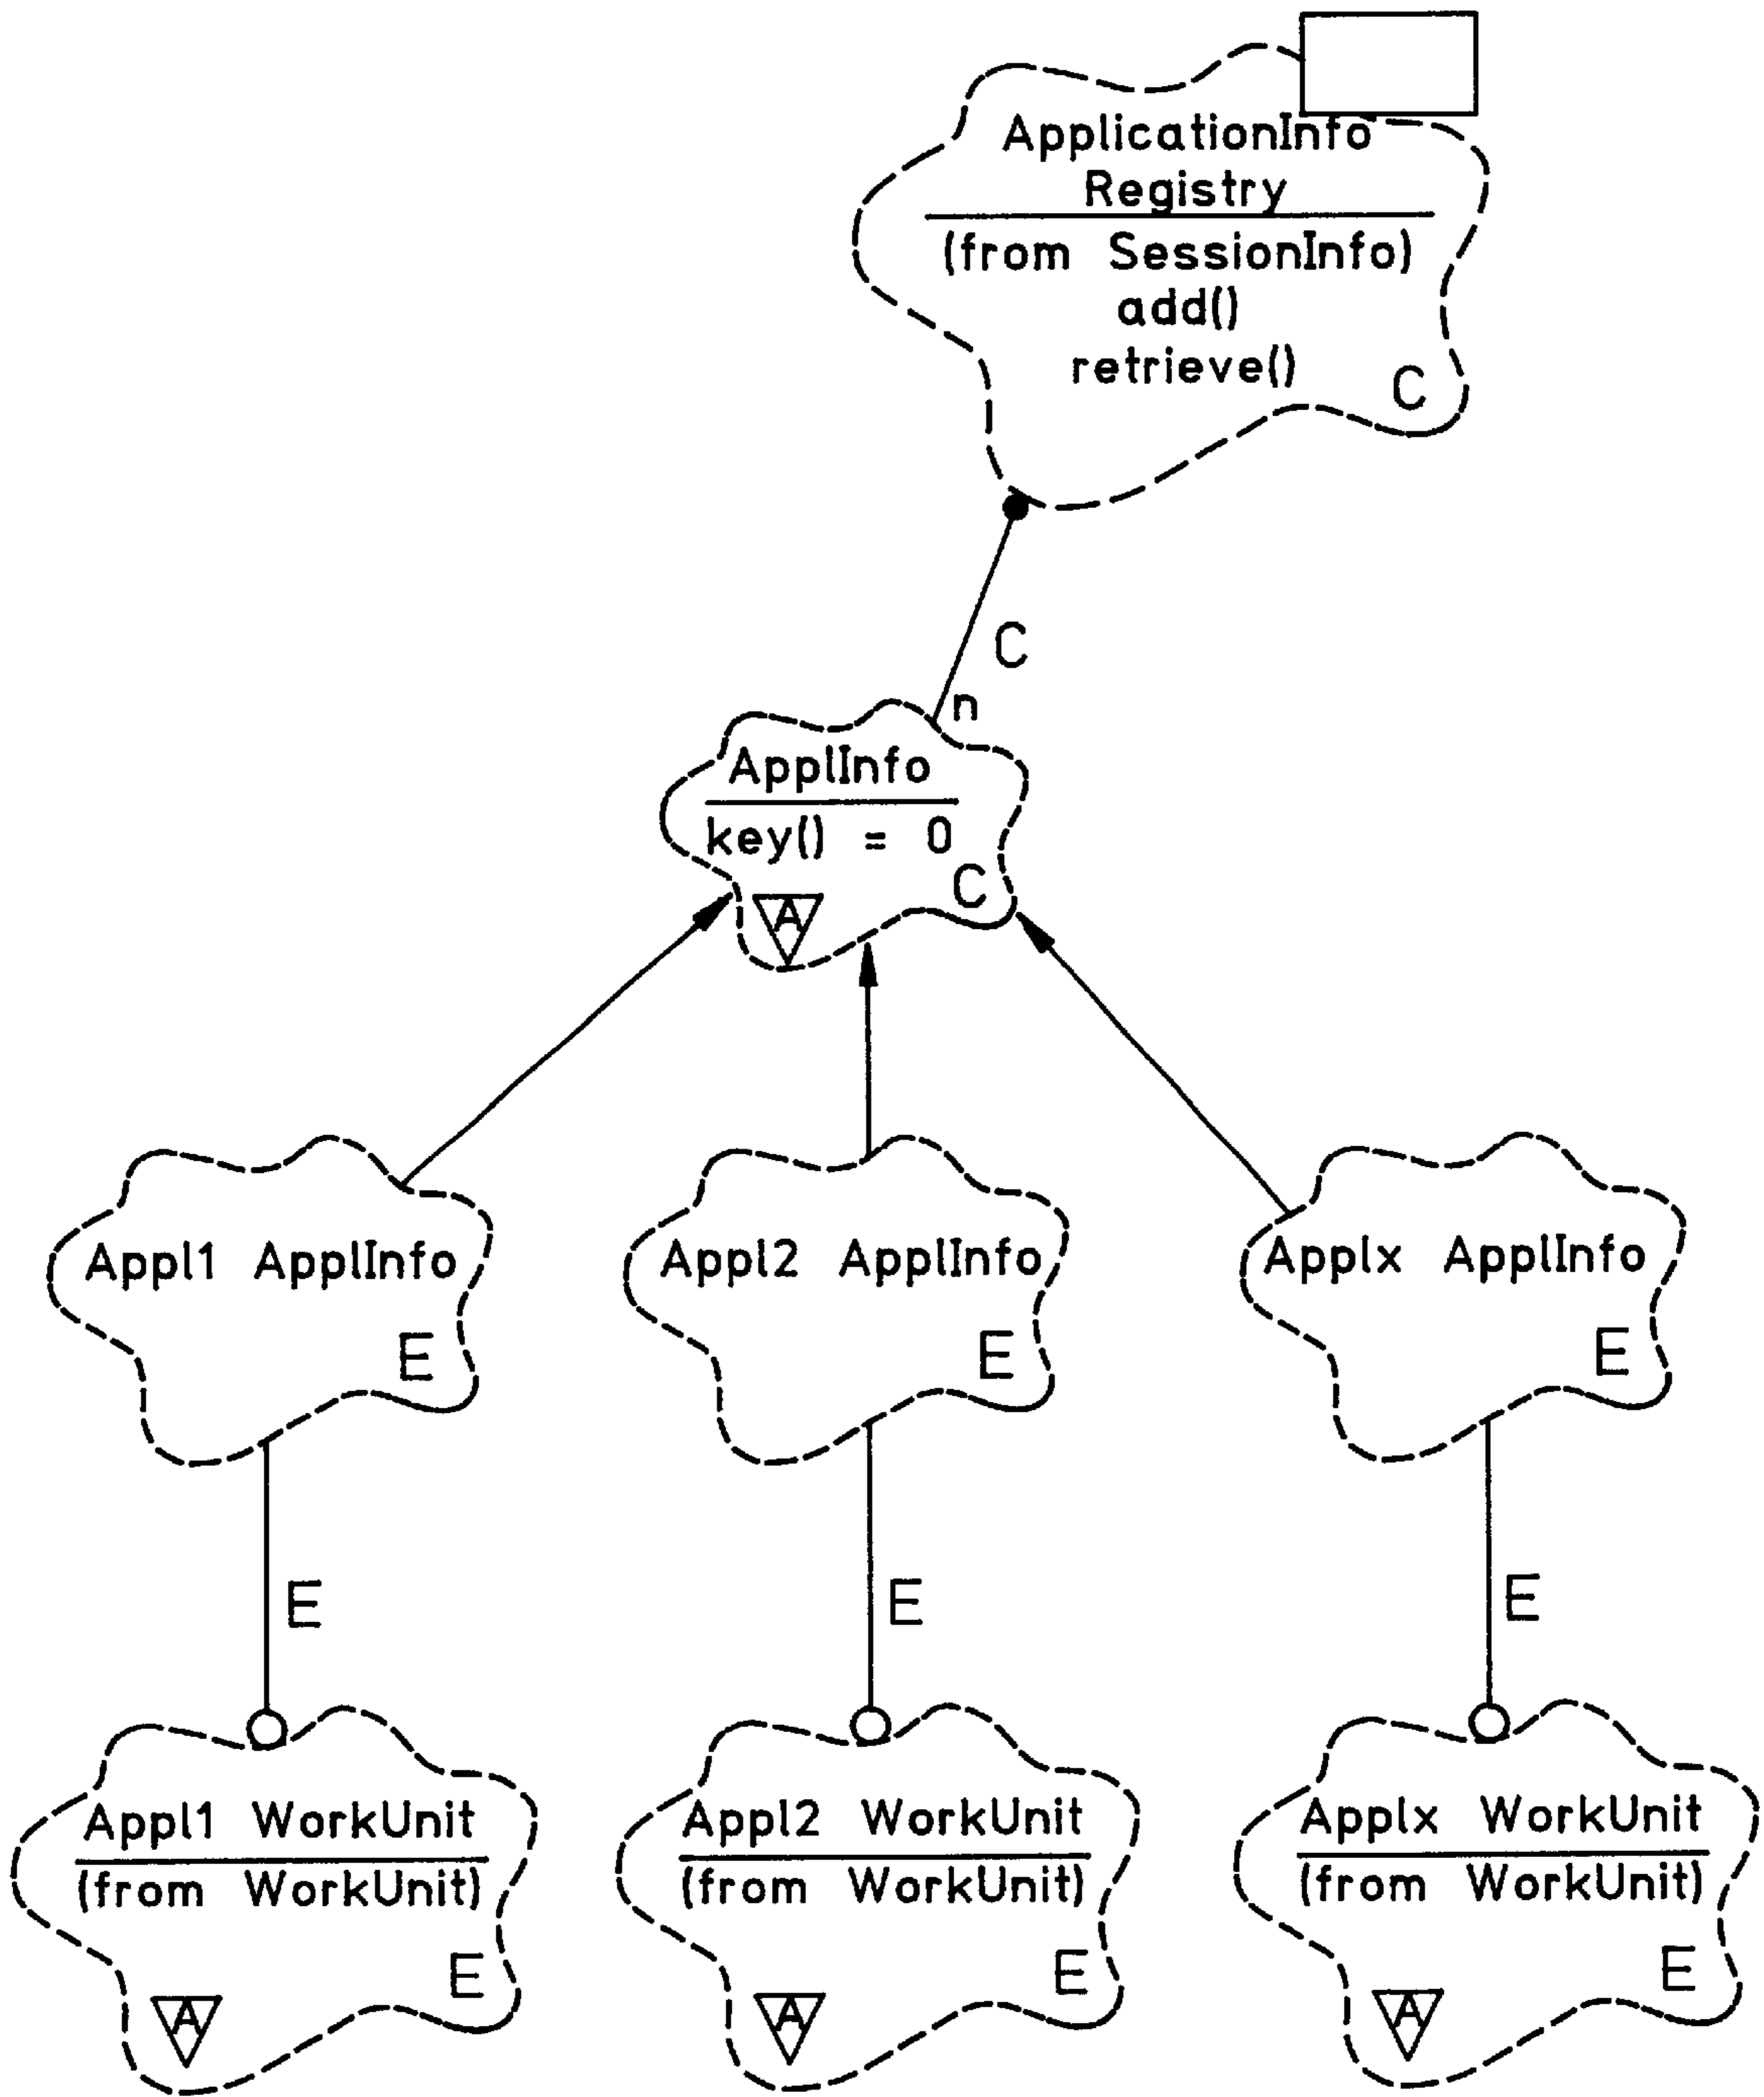 ApplicationInfo
Registry
(from SessionInfo)
add()
retrieve()
C
C
n
ApplInfo
key() = 0
C
A
Appl1 ApplInfo
E
Appl2 ApplInfo
E
Applx ApplInfo
E
E
E
E
Appl1 WorkUnit
(from WorkUnit)
E
A
Appl2 WorkUnit
(from WorkUnit)
E
A
Applx WorkUnit
(from WorkUnit)
E
A